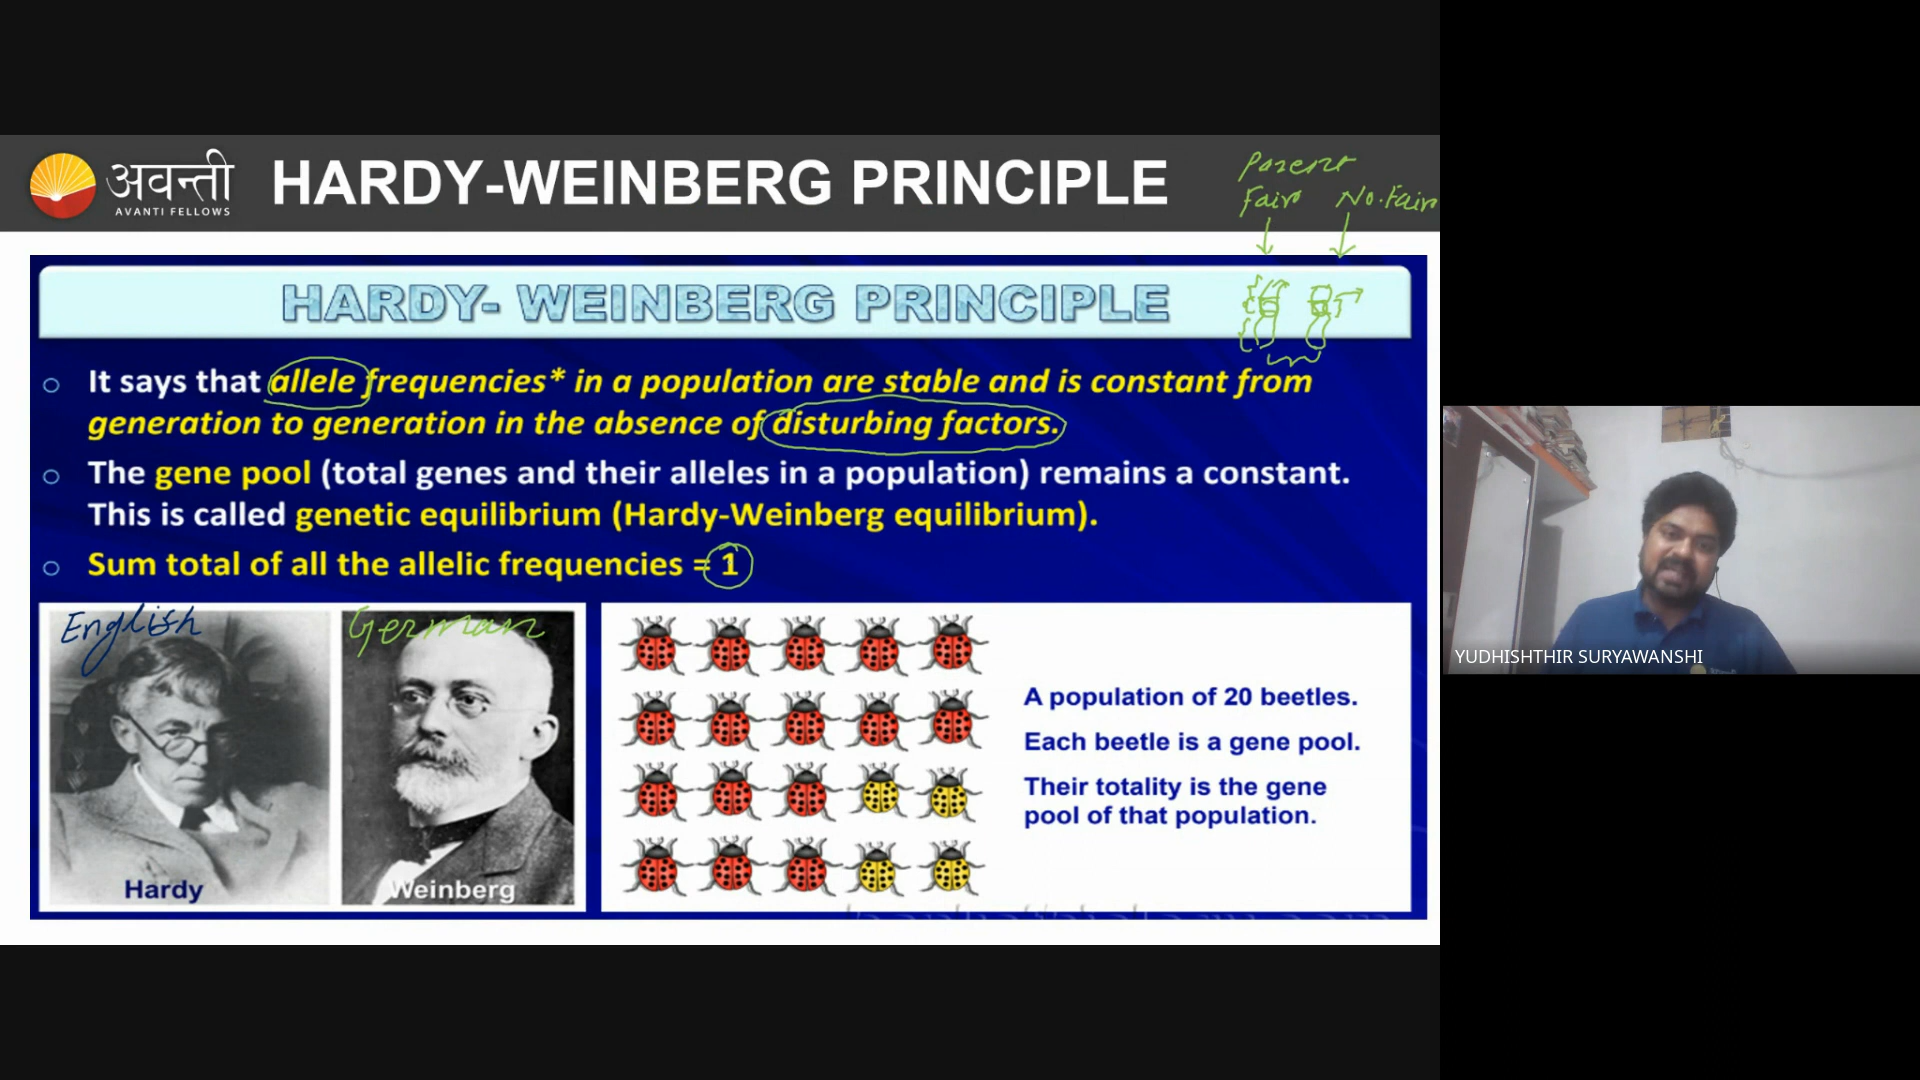 अवन्ती
AVANTI FELLOWS
HARDY-WEINBERG PRINCIPLE
Parent
Fair No.Fair
HARDY- WEINBERG PRINCIPLE
It says that allele frequencies* in a population are stable and is constant from
generation to generation in the absence of disturbing factors.
The gene pool (total genes and their alleles in a population) remains a constant.
This is called genetic equilibrium (Hardy-Weinberg equilibrium).
Sum total of all the allelic frequencies = 1
English
German
Hardy
Weinberg
A population of 20 beetles.
Each beetle is a gene pool.
Their totality is the gene
pool of that population.
YUDHISHTHIR SURYAWANSHI